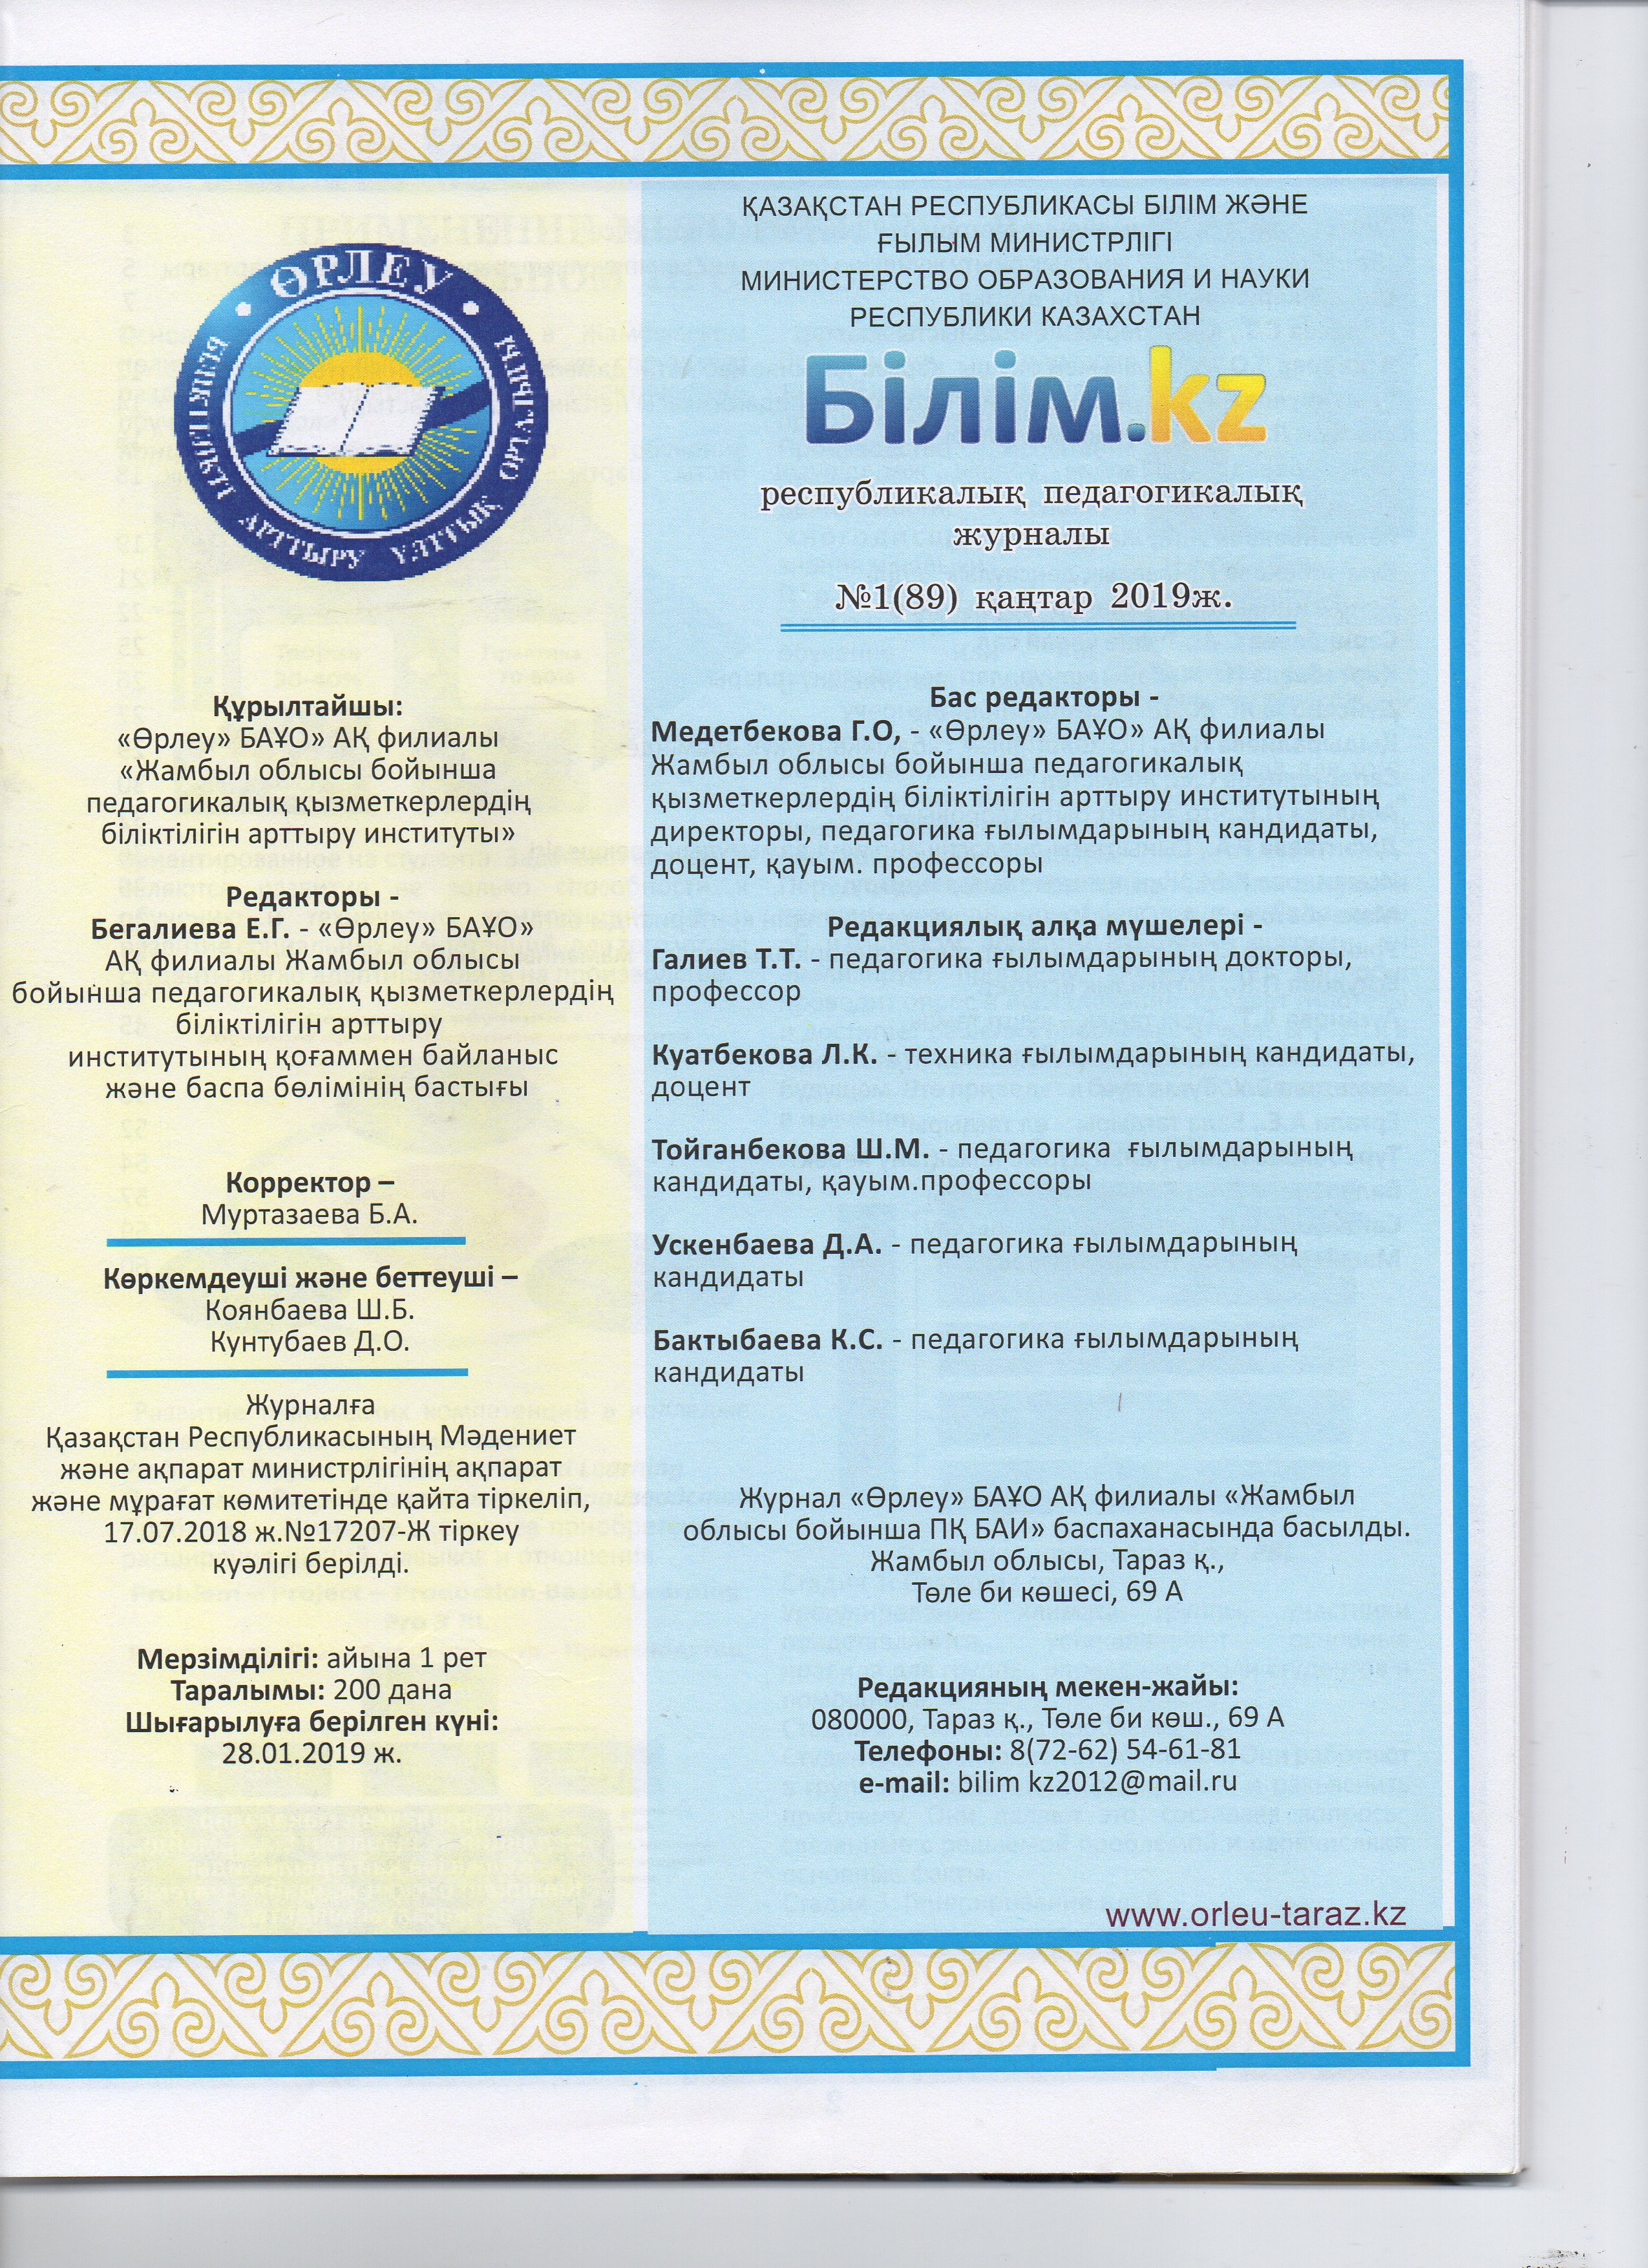 ӨРЛЕУ
БІЛІКТІЛІГІН АРТТЫРУ ҰЛТТЫҚ ОРТАЛЫҒЫ
Құрылтайшы:
«Өрлеу» БАҰО» АҚ филиалы
«Жамбыл облысы бойынша
педагогикалық қызметкерлердің
біліктілігін арттыру институты»
Редакторы -
Бегалиева Е.Г. - «Өрлеу» БАҰО»
АҚ филиалы Жамбыл облысы
бойынша педагогикалық қызметкерлердің
біліктілігін арттыру
институтының қоғаммен байланыс
және баспа бөлімінің бастығы
Корректор –
Муртазаева Б.А.
Көркемдеуші және беттеуші –
Коянбаева Ш.Б.
Кунтубаев Д.О.
Журналға
Қазақстан Республикасының Мәдениет
және ақпарат министрлігінің ақпарат
және мұрағат көмитетінде қайта тіркеліп,
17.07.2018 ж.№17207-Ж тіркеу
куәлігі берілді.
Мерзімділігі: айына 1 рет
Таралымы: 200 дана
Шығарылуға берілген күні:
28.01.2019 ж.
ҚАЗАҚСТАН РЕСПУБЛИКАСЫ БІЛІМ ЖӘНЕ
ҒЫЛЫМ МИНИСТРЛІГІ
МИНИСТЕРСТВО ОБРАЗОВАНИЯ И НАУКИ
РЕСПУБЛИКИ КАЗАХСТАН
Білім.kz
республикалық педагогикалық
журналы
№1(89) қаңтар 2019ж.
Бас редакторы -
Медетбекова Г.О, - «Өрлеу» БАҰО» АҚ филиалы
Жамбыл облысы бойынша педагогикалық
қызметкерлердің біліктілігін арттыру институтының
директоры, педагогика ғылымдарының кандидаты,
доцент, қауым. профессоры
Редакциялық алқа мүшелері -
Галиев Т.Т. - педагогика ғылымдарының докторы,
профессор
Куатбекова Л.К. - техника ғылымдарының кандидаты,
доцент
Тойганбекова Ш.М. - педагогика ғылымдарының
кандидаты, қауым.профессоры
Ускенбаева Д.А. - педагогика ғылымдарының
кандидаты
Бактыбаева К.С. - педагогика ғылымдарының
кандидаты
Журнал «Өрлеу» БАҰО АҚ филиалы «Жамбыл
облысы бойынша ПҚ БАИ» баспаханасында басылды.
Жамбыл облысы, Тараз қ.,
Төле би көшесі, 69 А
Редакцияның мекен-жайы:
080000, Тараз қ., Төле би көш., 69 А
Телефоны: 8(72-62) 54-61-81
e-mail: bilim kz2012@mail.ru
www.orleu-taraz.kz